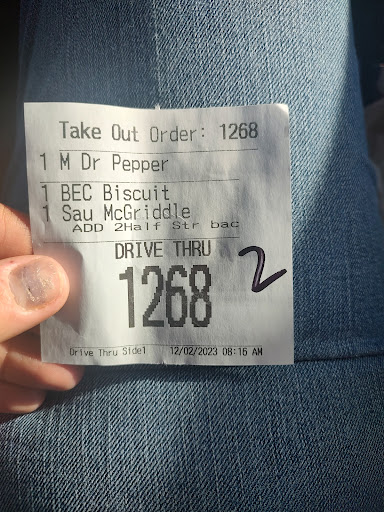 Take Out Order: 1268
1 M Dr Pepper
1 BEC Biscuit
1 Sau McGriddle
ADD 2Half Str bac
DRIVE THRU
1268
2
Drive Thru Side1 12/02/2023 08:15 AM